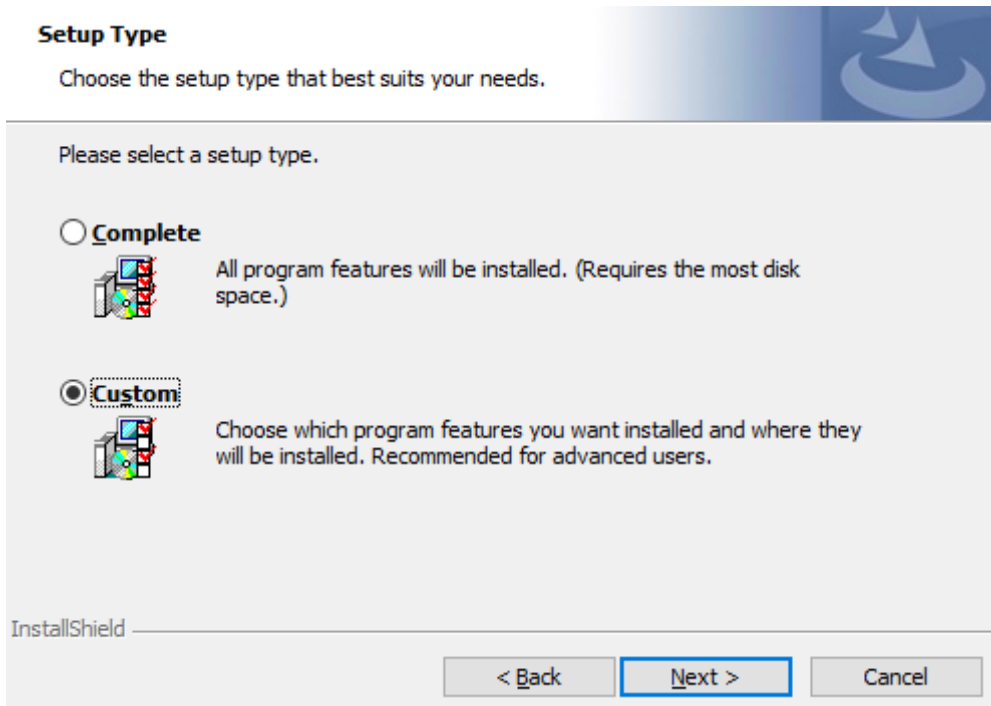 Setup Type
Choose the setup type that best suits your needs.
Please select a setup type.
Complete
All program features will be installed. (Requires the most disk
space.)
Custom
Choose which program features you want installed and where they
will be installed. Recommended for advanced users.
InstallShield
< Back
Next >
Cancel